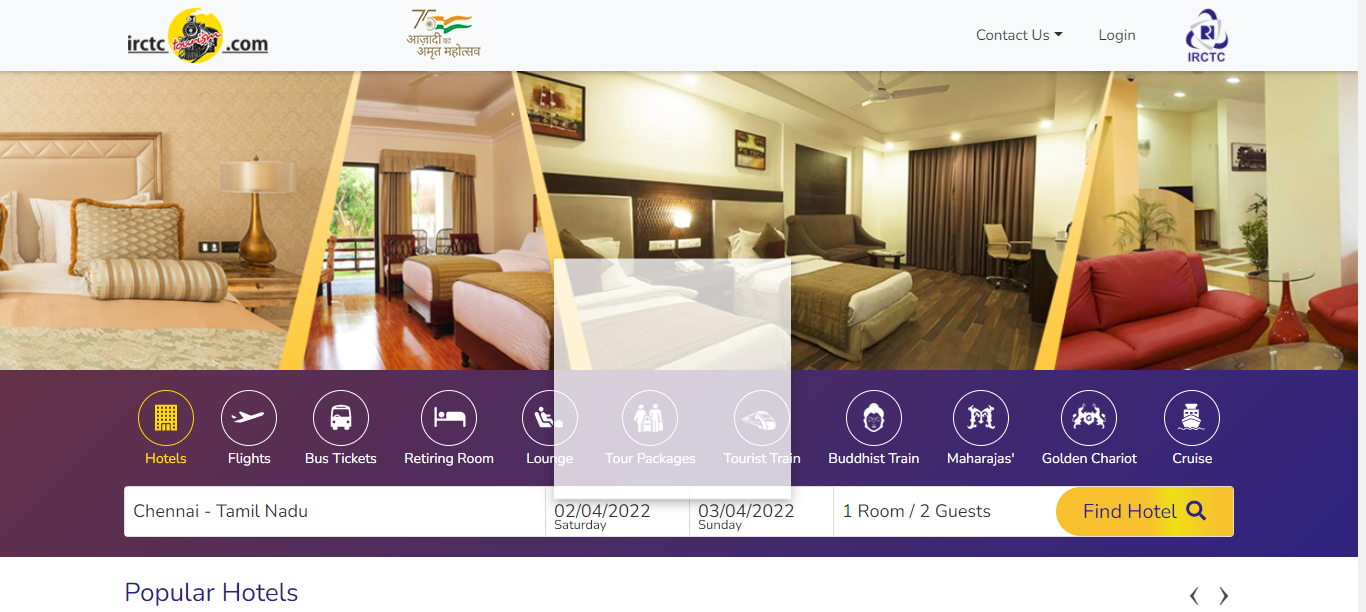 irctc tourism .com
75
आज़ादी का
अमृत महोत्सव
Contact Us
Login
IRCTC
Hotels
Flights
Bus Tickets
Retiring Room
Lounge
Tour Packages
Tourist Train
Buddhist Train
Maharajas'
Golden Chariot
Cruise
Chennai - Tamil Nadu
02/04/2022
Saturday
03/04/2022
Sunday
1 Room / 2 Guests
Find Hotel
Popular Hotels